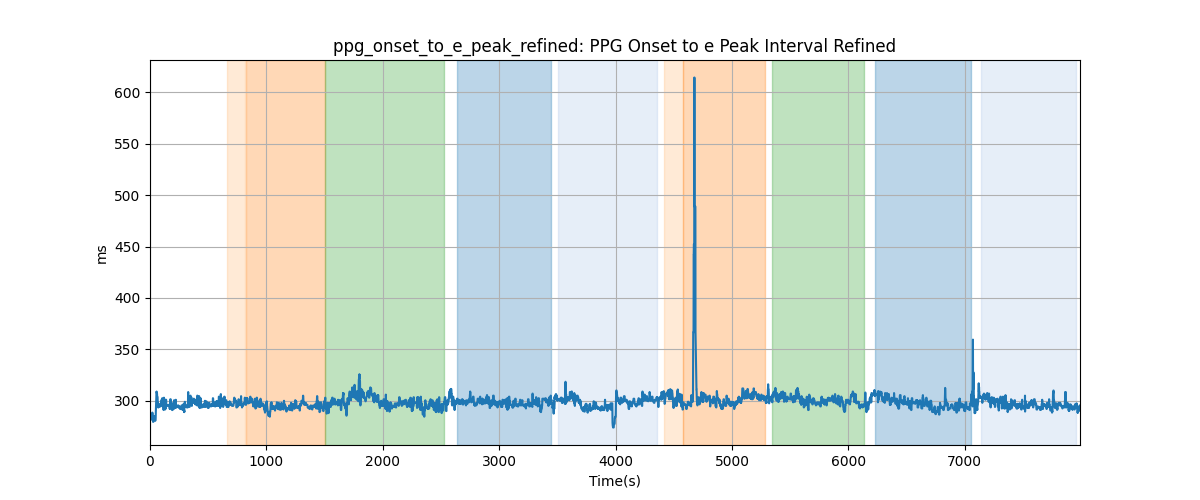 ppg_onset_to_e_peak_refined: PPG Onset to e Peak Interval Refined
600
550
500
450
400
350
300
ms
0 1000 2000 3000 4000 5000 6000 7000
Time(s)